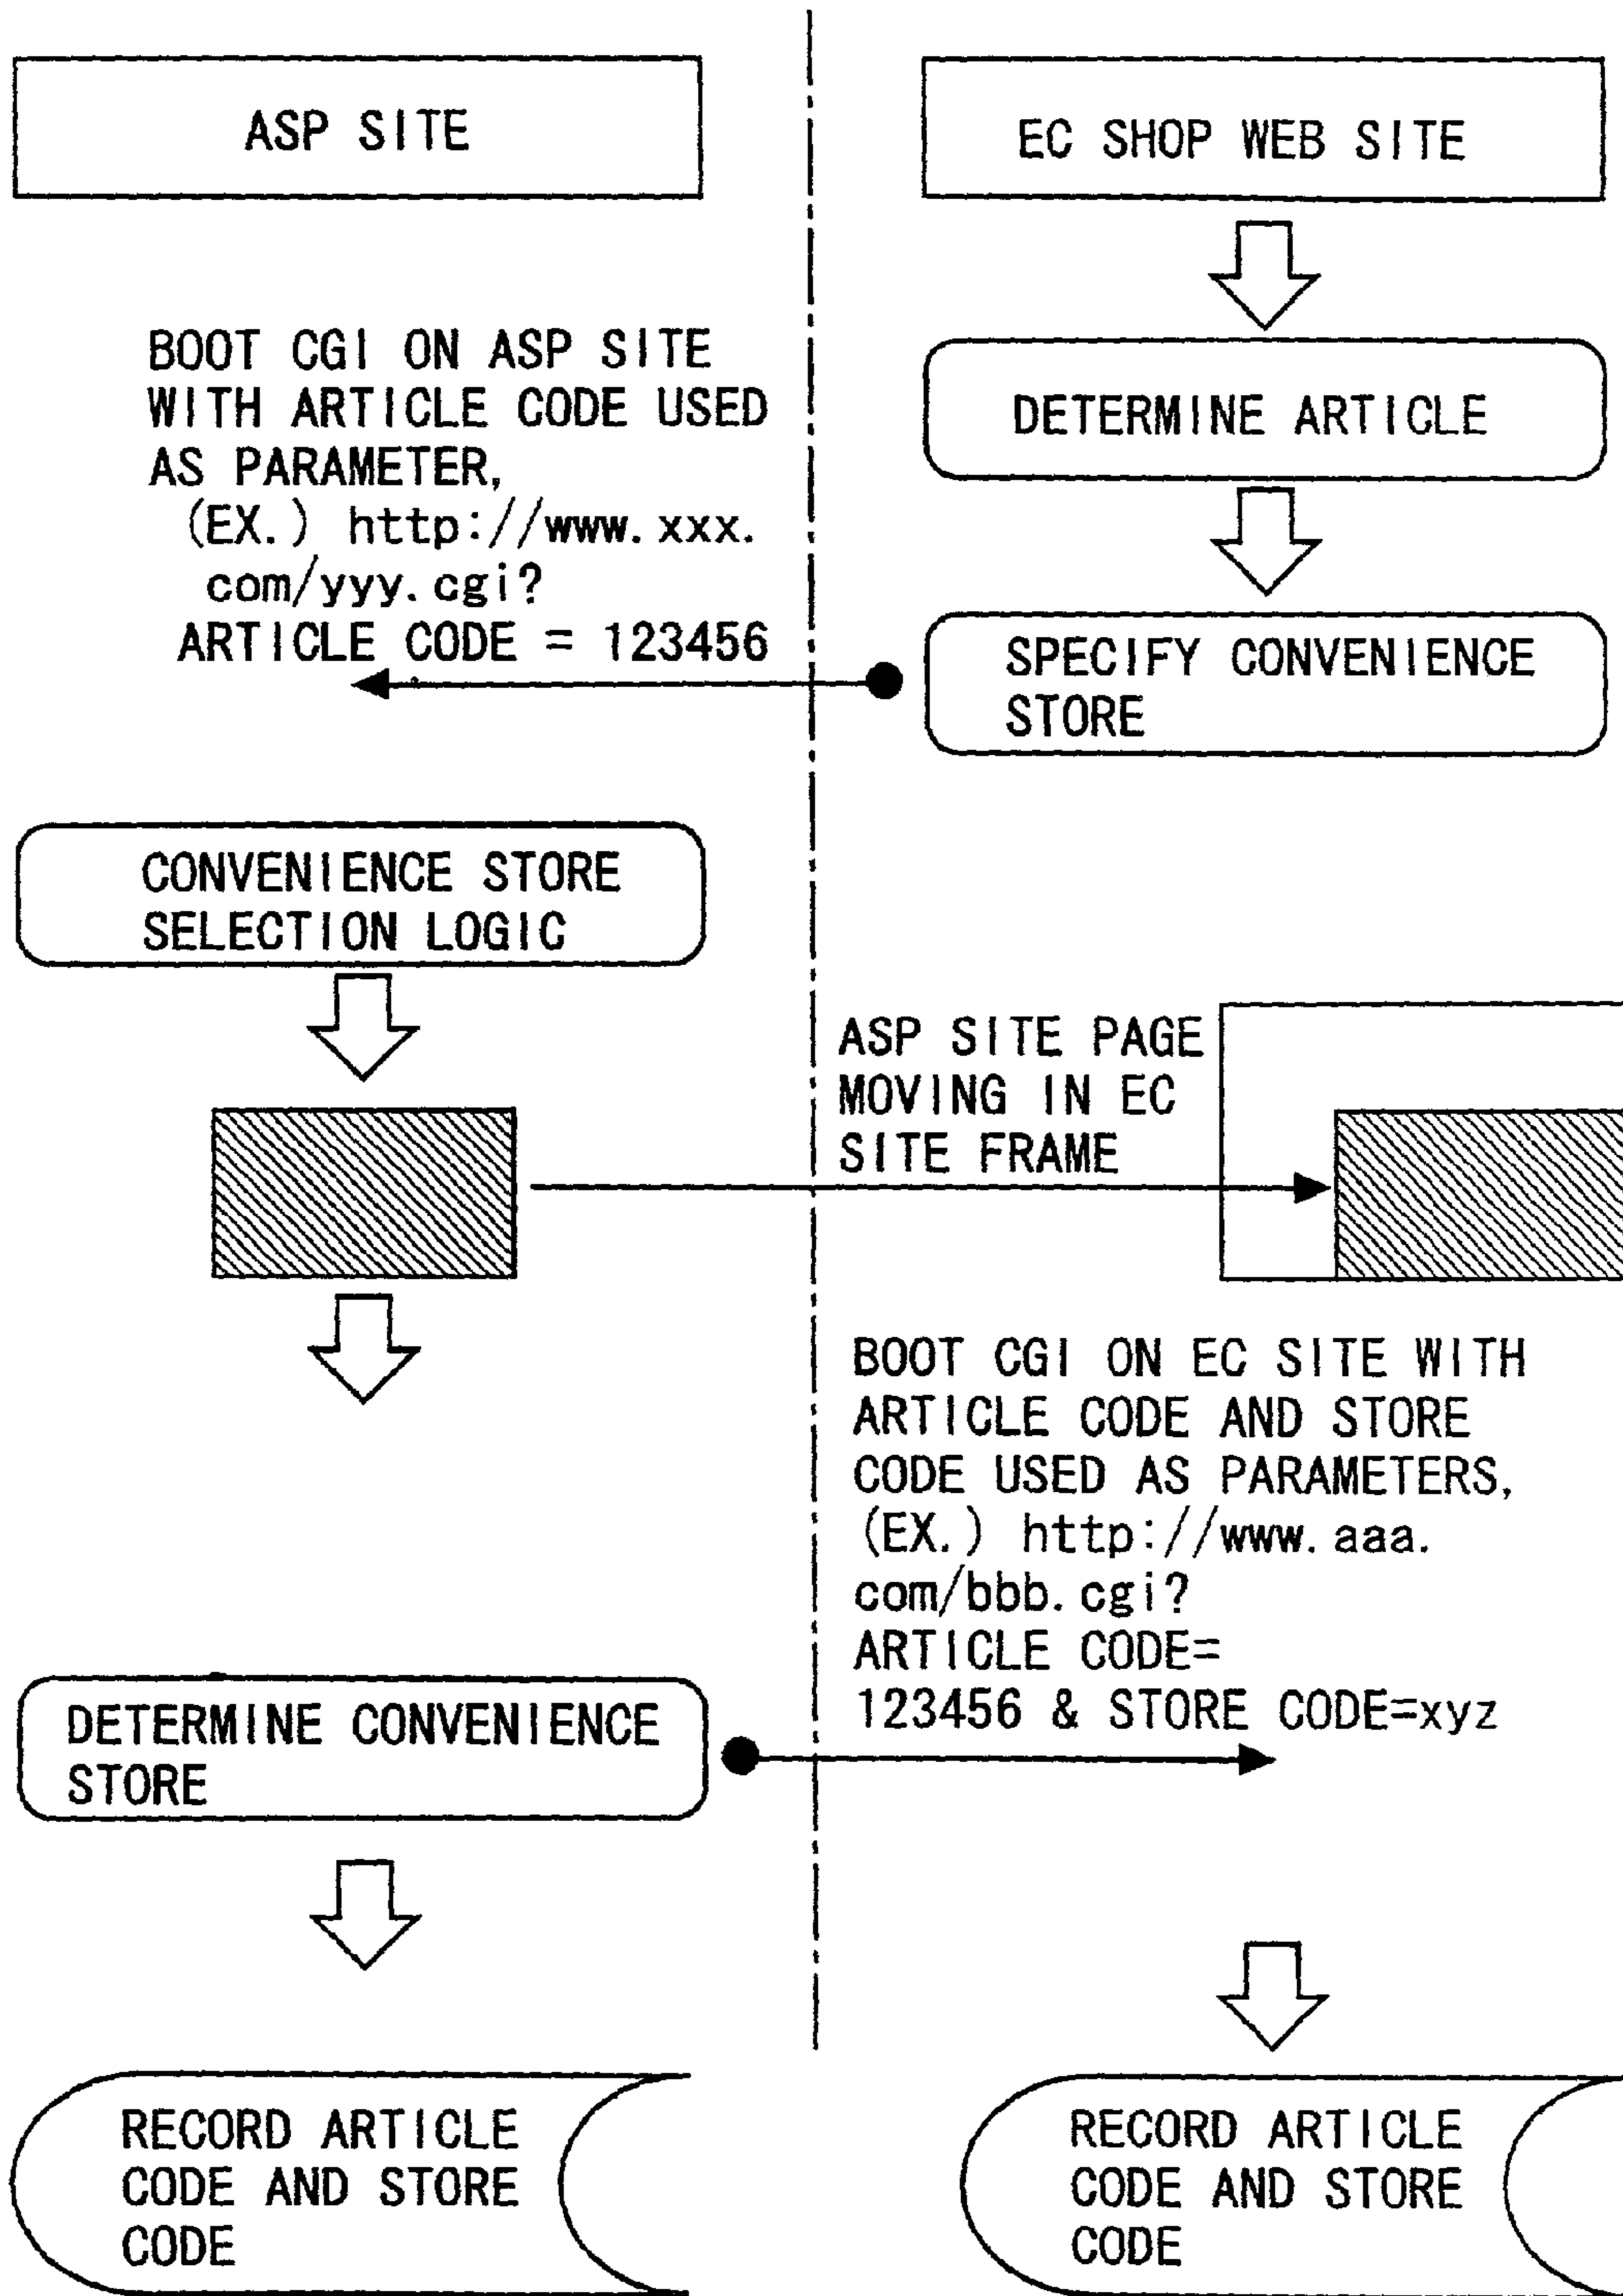 ASP SITE
EC SHOP WEB SITE
BOOT CGI ON ASP SITE
WITH ARTICLE CODE USED
AS PARAMETER,
(EX.) http://www.xxx.
com/yyy.cgi?
ARTICLE CODE = 123456
DETERMINE ARTICLE
SPECIFY CONVENIENCE
STORE
CONVENIENCE STORE
SELECTION LOGIC
ASP SITE PAGE
MOVING IN EC
SITE FRAME
BOOT CGI ON EC SITE WITH
ARTICLE CODE AND STORE
CODE USED AS PARAMETERS,
(EX.) http://www.aaa.
com/bbb.cgi?
ARTICLE CODE=
123456 & STORE CODE=xyz
DETERMINE CONVENIENCE
STORE
RECORD ARTICLE
CODE AND STORE
CODE
RECORD ARTICLE
CODE AND STORE
CODE